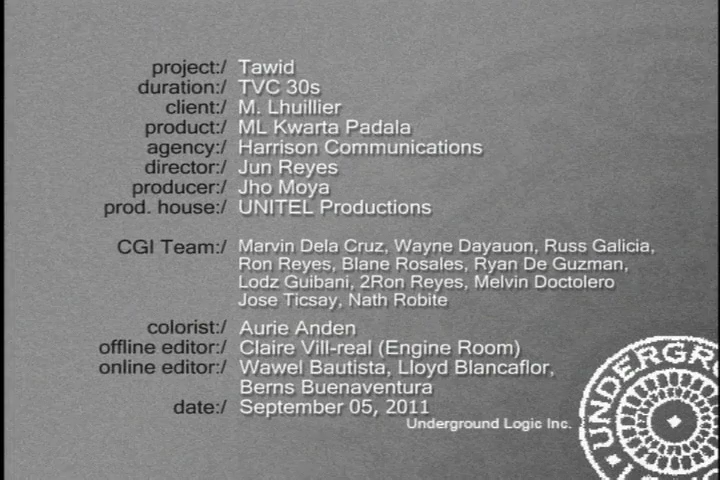 project:/ Tawid
duration:/ TVC 30s
client:/ M. Lhuillier
product:/ ML Kwarta Padala
agency:/ Harrison Communications
director:/ Jun Reyes
producer:/ Jho Moya
prod. house:/ UNITEL Productions
CGI Team:/ Marvin Dela Cruz, Wayne Dayauon, Russ Galicia,
Ron Reyes, Blane Rosales, Ryan De Guzman,
Lodz Guibani, 2Ron Reyes, Melvin Doctolero
Jose Ticsay, Nath Robite
colorist:/ Aurie Anden
offline editor:/ Claire Vill-real (Engine Room)
online editor:/ Wawel Bautista, Lloyd Blancaflor,
Berns Buenaventura
date:/ September 05, 2011
Underground Logic Inc.
UNDERGR